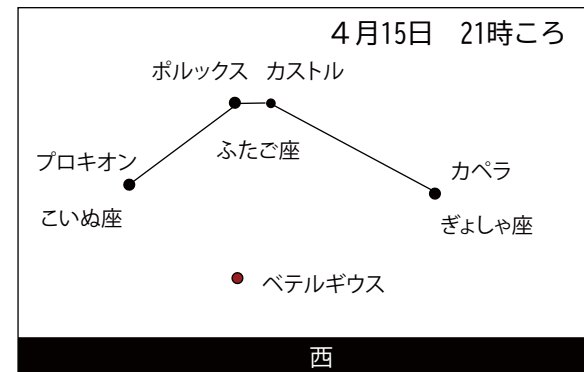 ４月15日　21時ころ
ポルックス　カストル
ふたご座
プロキオン
カペラ
こいぬ座
ぎょしゃ座
ベテルギウス
西